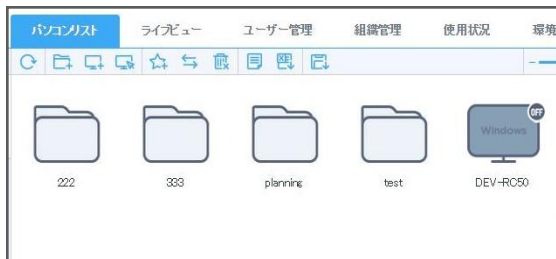 パソコンリスト ライブビュー ユーザー管理 組織管理 使用状況 環境
Windows OFF
222 333 planning test DEV-RC50